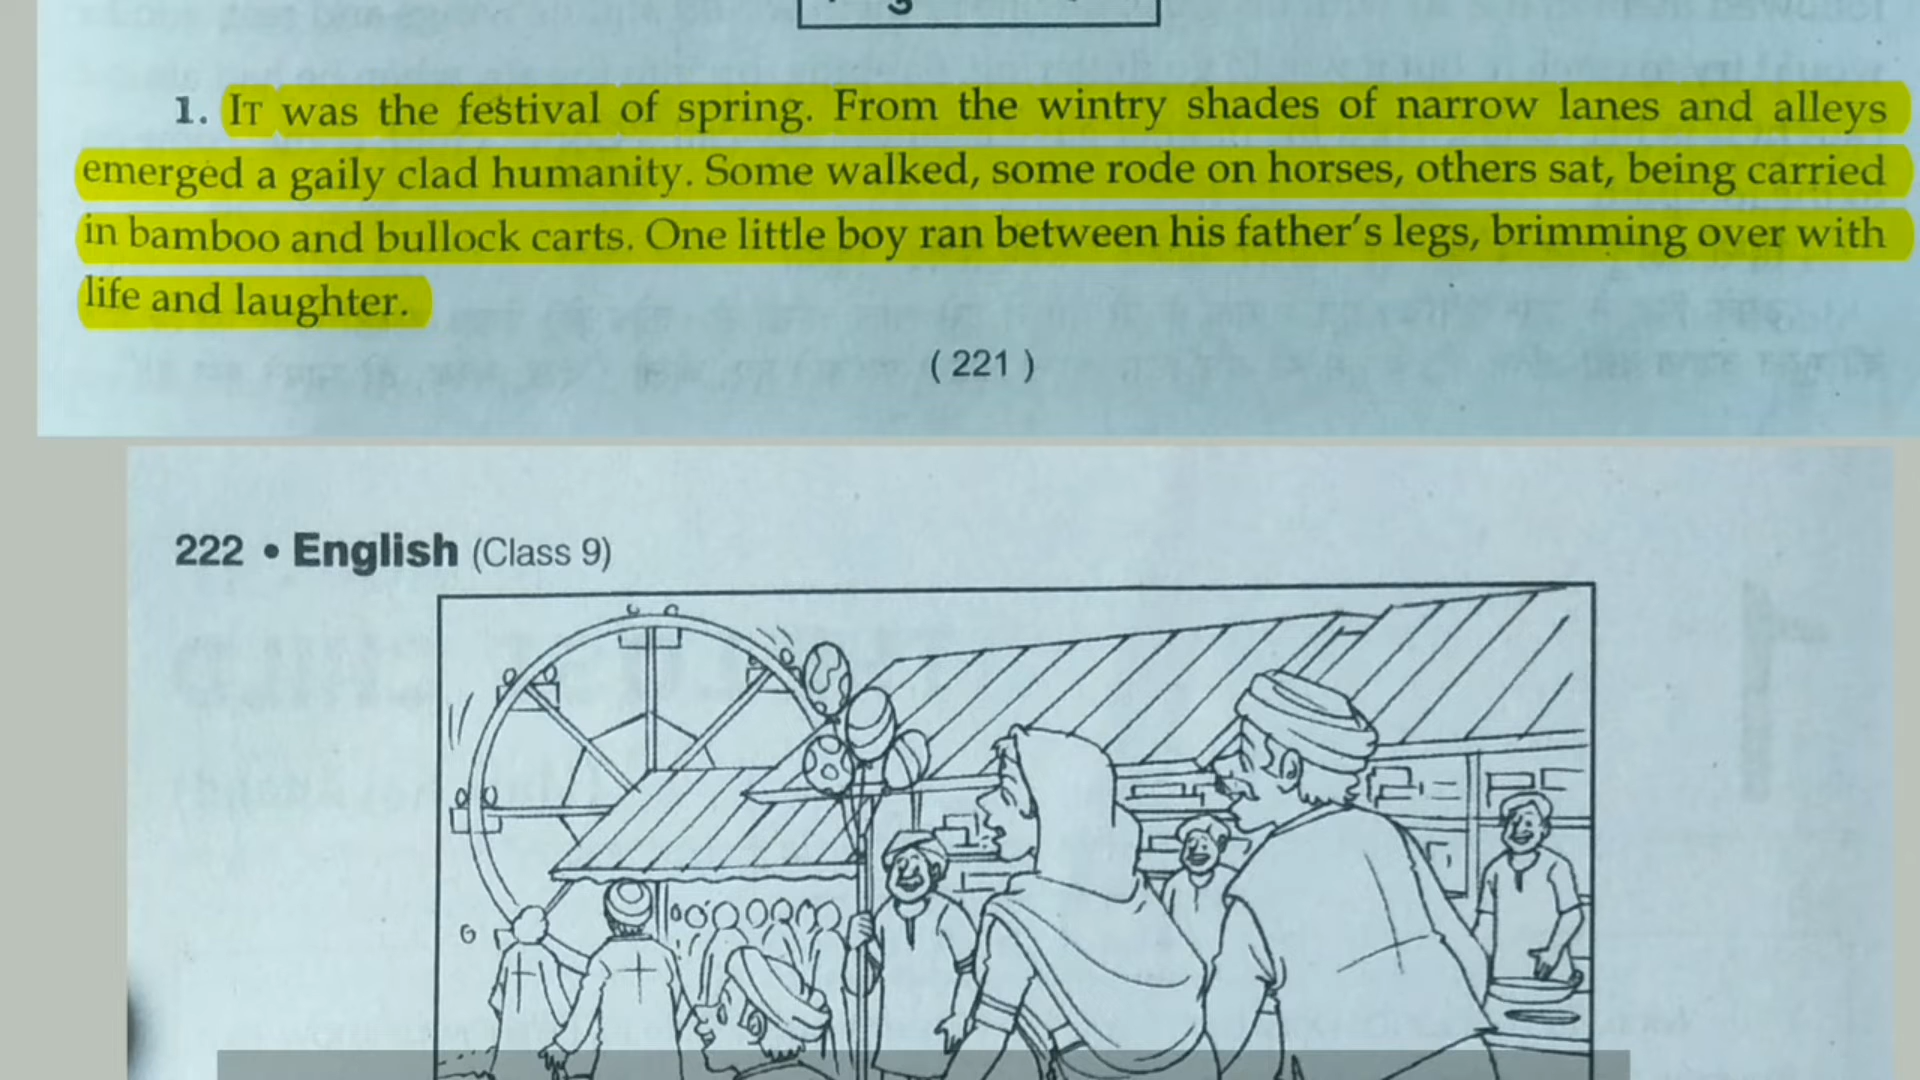 1. IT was the festival of spring. From the wintry shades of narrow lanes and alleys
emerged a gaily clad humanity. Some walked, some rode on horses, others sat, being carried
in bamboo and bullock carts. One little boy ran between his father's legs, brimming over with
life and laughter.
( 221 )
222 • English (Class 9)